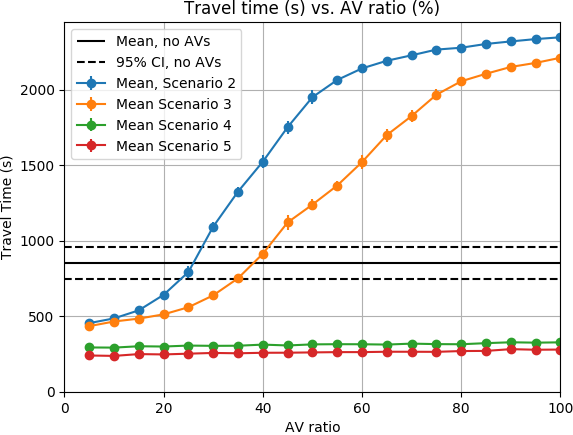 Travel time (s) vs. AV ratio (%)
Mean, no AVs
95% CI, no AVs
Mean, Scenario 2
Mean Scenario 3
Mean Scenario 4
Mean Scenario 5
Travel Time (s)
2000
1500
1000
500
0
0 20 40 60 80 100
AV ratio